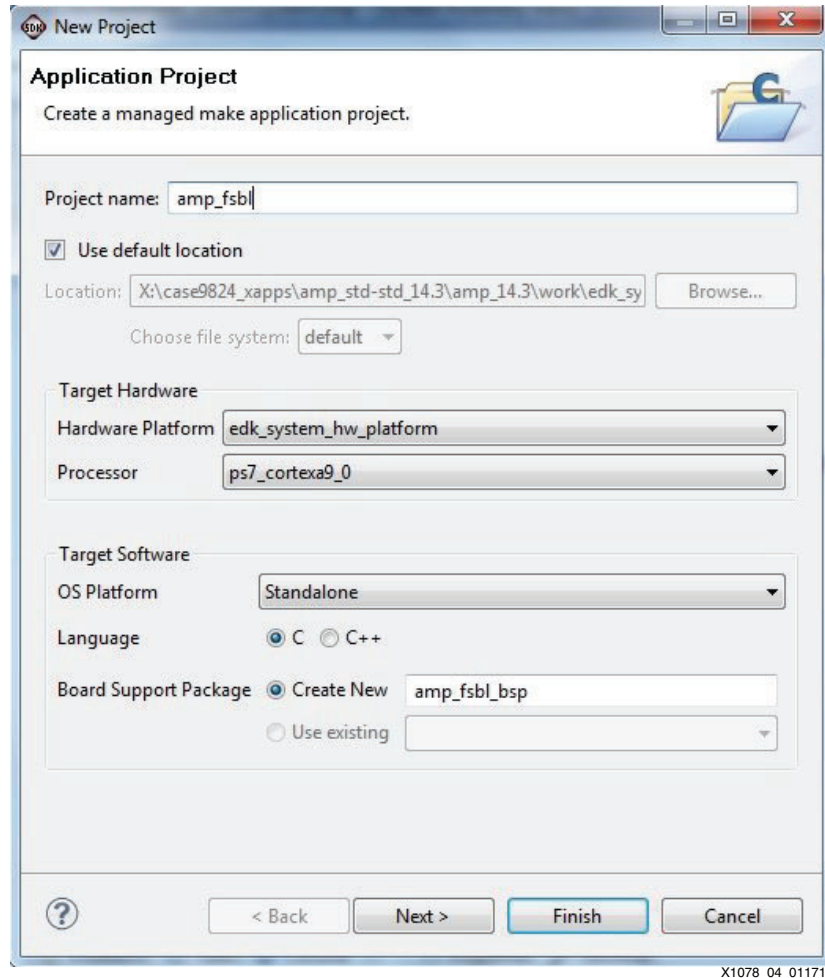 SDK New Project
Application Project
Create a managed make application project.
Project name: amp_fsbl
Use default location
Location: X:\case9824_xapps\amp_std-std_14.3\amp_14.3\work\edk_sy Browse...
Choose file system: default
Target Hardware
Hardware Platform edk_system_hw_platform
Processor ps7_cortexa9_0
Target Software
OS Platform Standalone
Language C C++
Board Support Package Create New amp_fsbl_bsp
Use existing
? < Back Next > Finish Cancel
X1078_04_01171